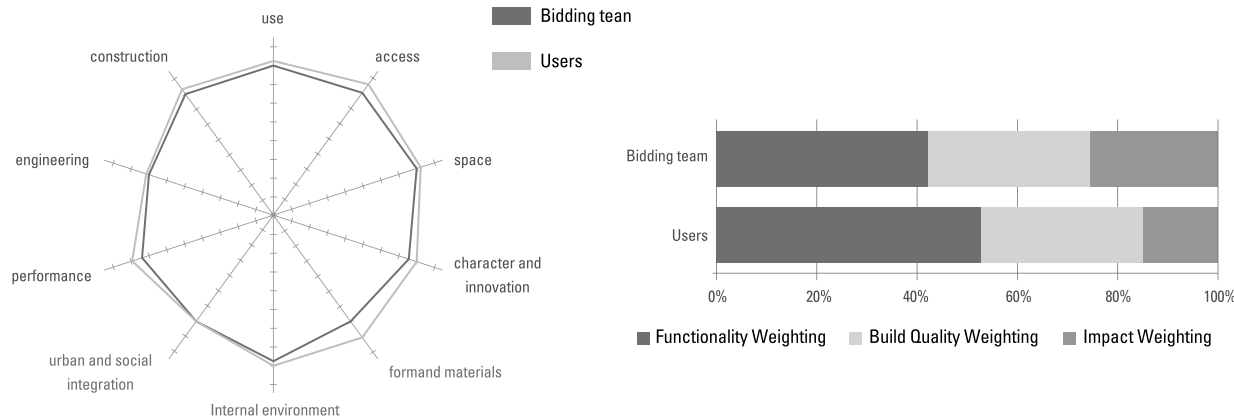 use
Bidding tean
Users
construction
access
engineering
space
performance
character and
innovation
urban and social
integration
formand materials
Internal environment
Bidding team
Users
0%
20%
40%
60%
80%
100%
Functionality Weighting
Build Quality Weighting
Impact Weighting